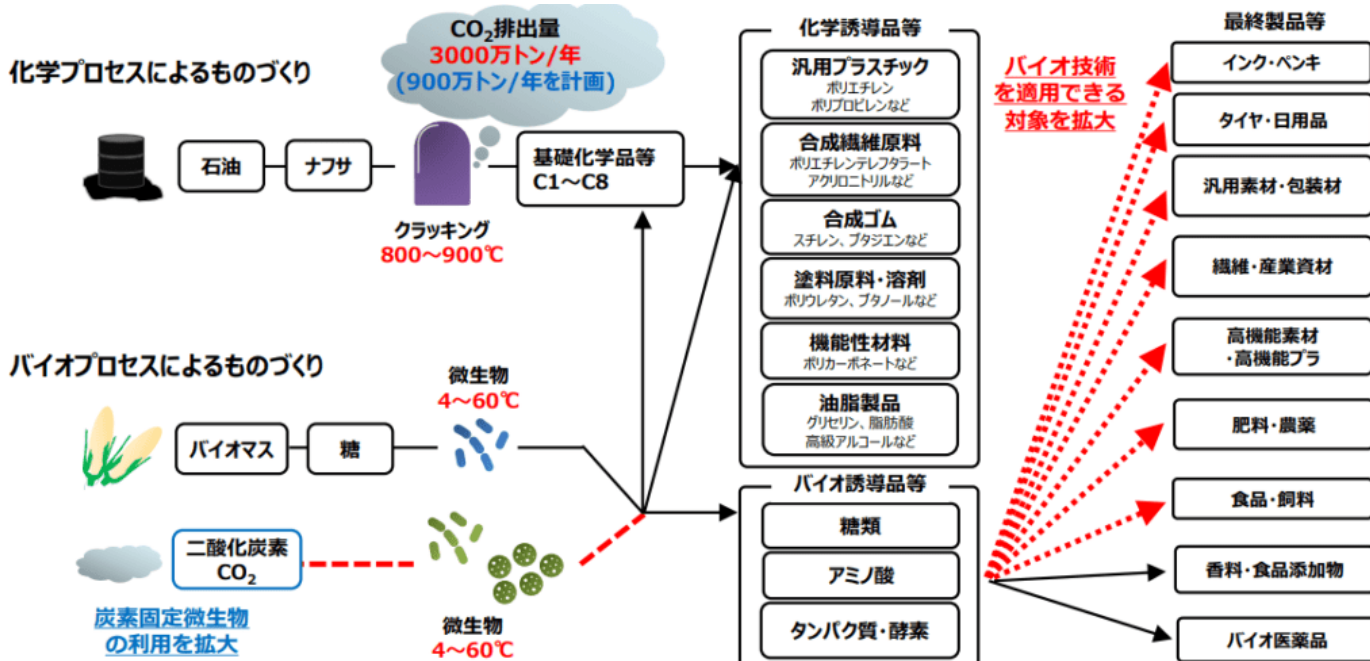 化学プロセスによるものづくり
CO₂排出量
3000万トン/年
(900万トン/年を計画)
石油
ナフサ
クラッキング
800～900℃
基礎化学品等
C1～C8
化学誘導品等
汎用プラスチック
ポリエチレン
ポリプロピレンなど
合成繊維原料
ポリエチレンテレフタラート
アクリロニトリルなど
合成ゴム
スチレン、ブタジエンなど
塗料原料・溶剤
ポリウレタン、ブタノールなど
機能性材料
ポリカーボネートなど
油脂製品
グリセリン、脂肪酸
高級アルコールなど
バイオプロセスによるものづくり
バイオマス
糖
微生物
4～60℃
二酸化炭素
CO₂
炭素固定微生物
の利用を拡大
微生物
4～60℃
バイオ誘導品等
糖類
アミノ酸
タンパク質・酵素
バイオ技術
を適用できる
対象を拡大
最終製品等
インク・ペンキ
タイヤ・日用品
汎用素材・包装材
繊維・産業資材
高機能素材
・高機能プラ
肥料・農薬
食品・飼料
香料・食品添加物
バイオ医薬品